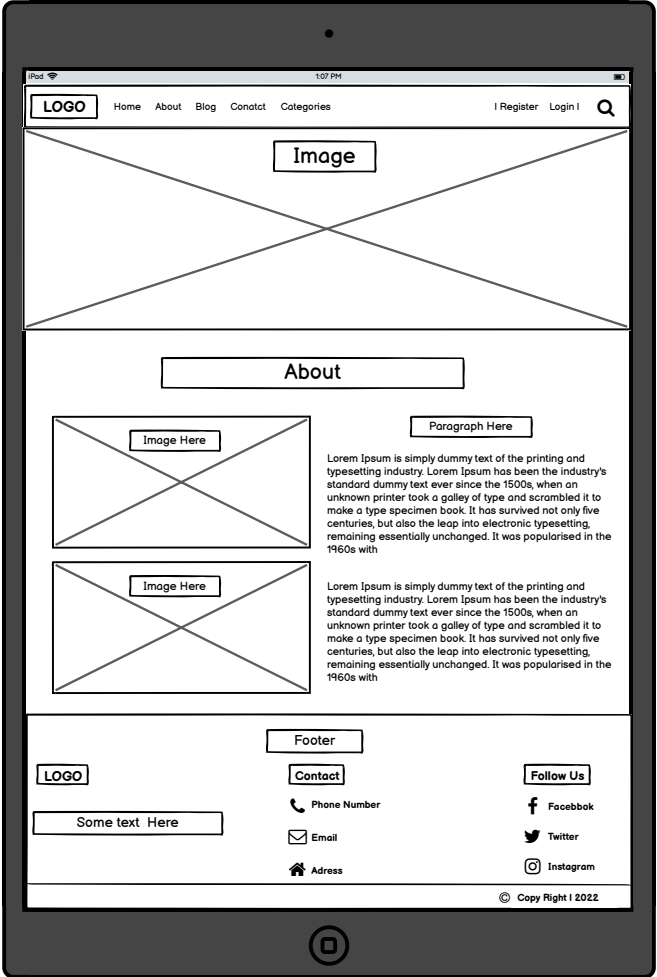 iPad 1:07 PM
LOGO Home About Blog Conatct Categories I Register Login I
Image
About
Image Here
Paragraph Here
Lorem Ipsum is simply dummy text of the printing and
typesetting industry. Lorem Ipsum has been the industry's
standard dummy text ever since the 1500s, when an
unknown printer took a galley of type and scrambled it to
make a type specimen book. It has survived not only five
centuries, but also the leap into electronic typesetting,
remaining essentially unchanged. It was popularised in the
1960s with
Image Here
Lorem Ipsum is simply dummy text of the printing and
typesetting industry. Lorem Ipsum has been the industry's
standard dummy text ever since the 1500s, when an
unknown printer took a galley of type and scrambled it to
make a type specimen book. It has survived not only five
centuries, but also the leap into electronic typesetting,
remaining essentially unchanged. It was popularised in the
1960s with
Footer
LOGO
Some text Here
Contact
Phone Number
Email
Adress
Follow Us
Facebbok
Twitter
Instagram
© Copy Right I 2022